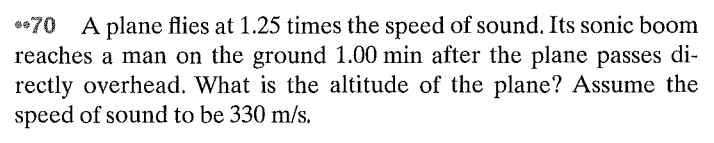 ••70 A plane flies at 1.25 times the speed of sound. Its sonic boom
reaches a man on the ground 1.00 min after the plane passes di-
rectly overhead. What is the altitude of the plane? Assume the
speed of sound to be 330 m/s.